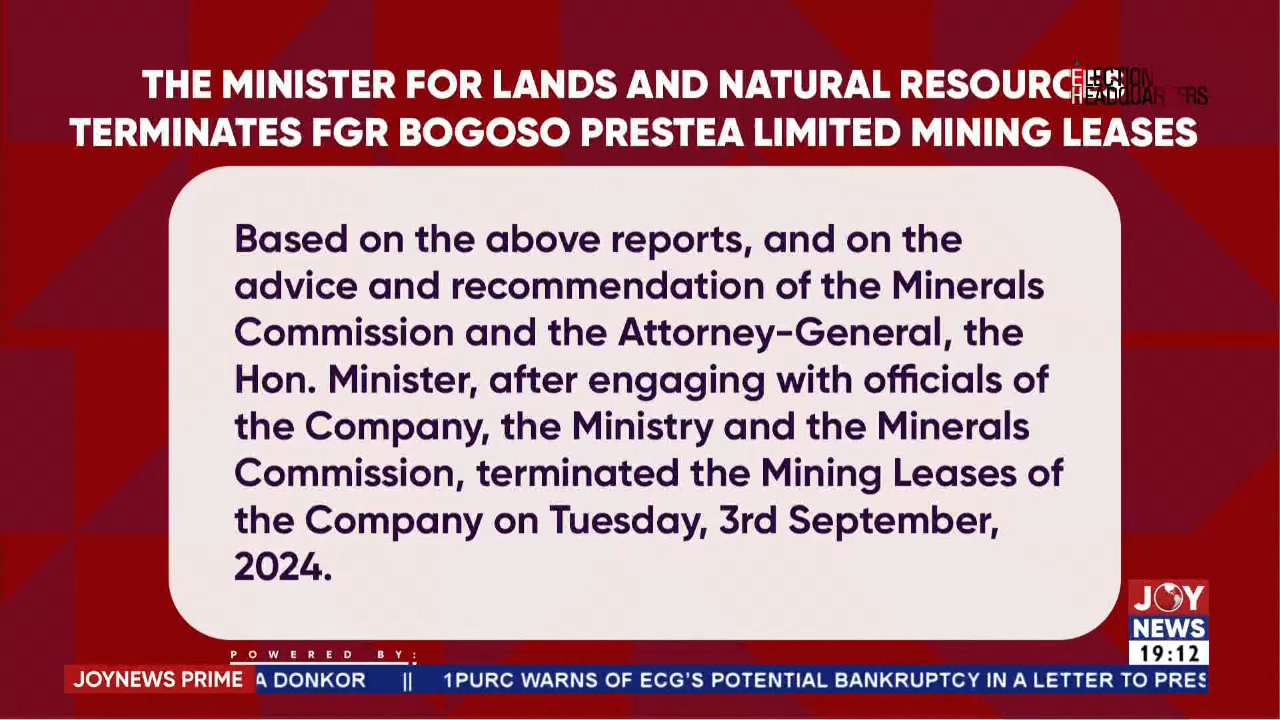 THE MINISTER FOR LANDS AND NATURAL
TERMINATES FGR BOGOSO PRESTEA LIMITED MINING LEASES
Based on the above reports, and on the
advice and recommendation of the Minerals
Commission and the Attorney-General, the
Hon. Minister, after engaging with officials of
the Company, the Ministry and the Minerals
Commission, terminated the Mining Leases of
the Company on Tuesday, 3rd September,
2024.
JOY
NEWS
19:12
POWERED BY:
JOYNEWS PRIME
A DONKOR || 1PURC WARNS OF ECG'S POTENTIAL BANKRUPTCY IN A LETTER TO PRES